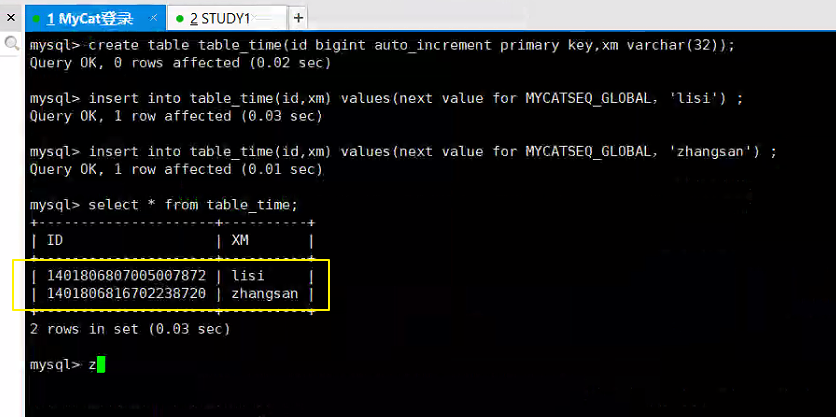 1 MyCat登录 × 2 STUDY1 × +
mysql> create table table_time(id bigint auto_increment primary key,xm varchar(32));
Query OK, 0 rows affected (0.02 sec)
mysql> insert into table_time(id,xm) values(next value for MYCATSEQ_GLOBAL，'lisi') ;
Query OK, 1 row affected (0.03 sec)
mysql> insert into table_time(id,xm) values(next value for MYCATSEQ_GLOBAL，'zhangsan') ;
Query OK, 1 row affected (0.01 sec)
mysql> select * from table_time;
+---------------------+----------+
| ID                  | XM       |
+---------------------+----------+
| 1401806807005007872 | lisi     |
| 1401806816702238720 | zhangsan |
+---------------------+----------+
2 rows in set (0.03 sec)
mysql> z